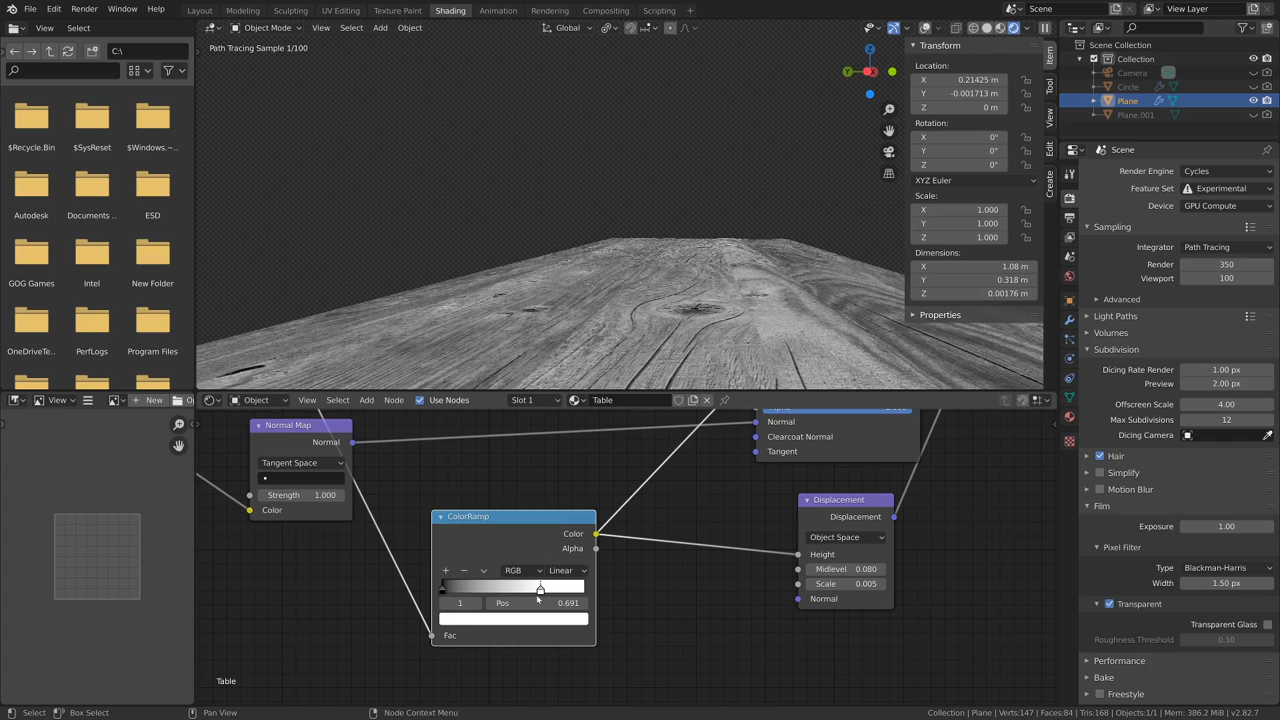 File Edit Render Window Help Layout Modeling Sculpting UV Editing Texture Paint Shading Animation Rendering Compositing Scripting + Scene View Layer
View Select
Object Mode View Select Add Object Global
C:\
Path Tracing Sample 1/100
$Recycle.Bin $SysReset $Windows.~...
Autodesk Documents .. ESD
GOG Games Intel New Folder
OneDriveTe... PerfLogs Program Files
X Y Z
Transform
Location:
X 0.21425 m
Y -0.001713 m
Z 0 m
Rotation:
X 0°
Y 0°
Z 0°
XYZ Euler
Scale:
X 1.000
Y 1.000
Z 1.000
Dimensions:
X 1.08 m
Y 0.318 m
Z 0.00176 m
Properties
Item
Tool
View
Edit
Create
Scene Collection
Collection
Camera
Circle
Plane
Plane.001
Scene
Render Engine Cycles
Feature Set Experimental
Device GPU Compute
Sampling
Integrator Path Tracing
Render 350
Viewport 100
Advanced
Light Paths
Volumes
Subdivision
Dicing Rate Render 1.00 px
Preview 2.00 px
Offscreen Scale 4.00
Max Subdivisions 12
Dicing Camera
Hair
Simplify
Motion Blur
Film
Exposure 1.00
Pixel Filter
Type Blackman-Harris
Width 1.50 px
Transparent
Transparent Glass
Roughness Threshold 0.10
Performance
Bake
Freestyle
View + New Op
Object View Select Add Node Use Nodes Slot 1 Table
Normal Map
Normal
Tangent Space
Strength 1.000
Color
ColorRamp
Color
Alpha
+ − RGB Linear
1 Pos 0.691
Fac
Normal
Clearcoat Normal
Tangent
Displacement
Displacement
Object Space
Height
Midlevel 0.080
Scale 0.005
Normal
Table
Select Box Select Pan View Node Context Menu Collection | Plane | Verts:147 | Faces:84 | Tris:168 | Objects:1/1 | Mem: 386.2 MiB | v2.82.7